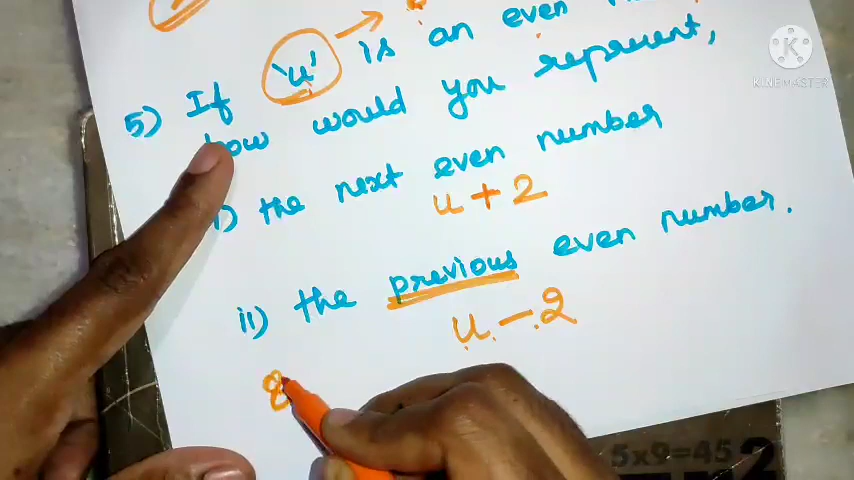 5) If 'u' → is an even
how would you represent,
i) the next even number
u + 2
ii) the previous even number.
u - 2
8
5x9=45
KINEMASTER